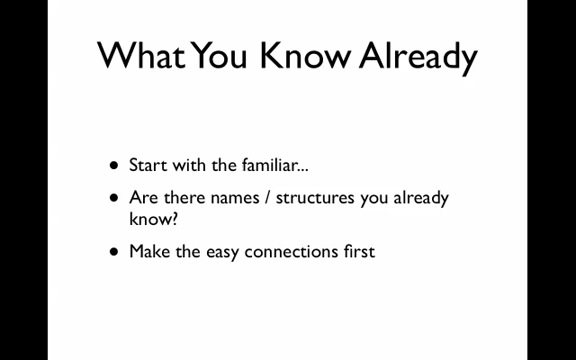 What You Know Already
• Start with the familiar...
• Are there names / structures you already
know?
• Make the easy connections first